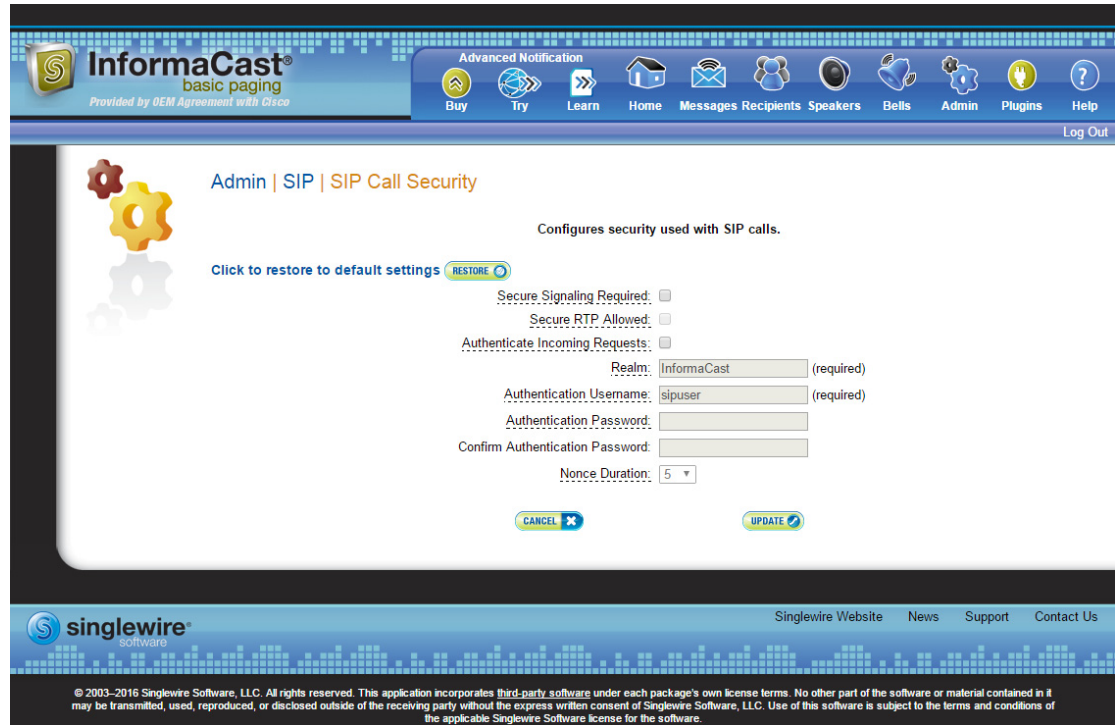 InformaCast®
basic paging
Provided by OEM Agreement with Cisco
Advanced Notification
Buy
Try
Learn
Home
Messages
Recipients
Speakers
Bells
Admin
Plugins
Help
Log Out
Admin | SIP | SIP Call Security
Configures security used with SIP calls.
Click to restore to default settings RESTORE
Secure Signaling Required:
Secure RTP Allowed:
Authenticate Incoming Requests:
Realm: InformaCast (required)
Authentication Username: sipuser (required)
Authentication Password:
Confirm Authentication Password:
Nonce Duration: 5
CANCEL
UPDATE
singlewire®
software
Singlewire Website
News
Support
Contact Us
© 2003–2016 Singlewire Software, LLC. All rights reserved. This application incorporates third-party software under each package's own license terms. No other part of the software or material contained in it
may be transmitted, used, reproduced, or disclosed outside of the receiving party without the express written consent of Singlewire Software, LLC. Use of this software is subject to the terms and conditions of
the applicable Singlewire Software license for the software.